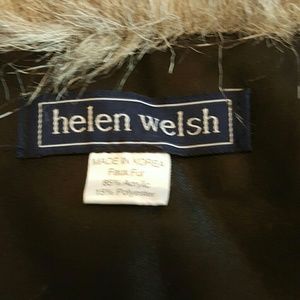 helen welsh
MADE IN KOREA
Faux Fur
85% Acrylic
15% Polyester